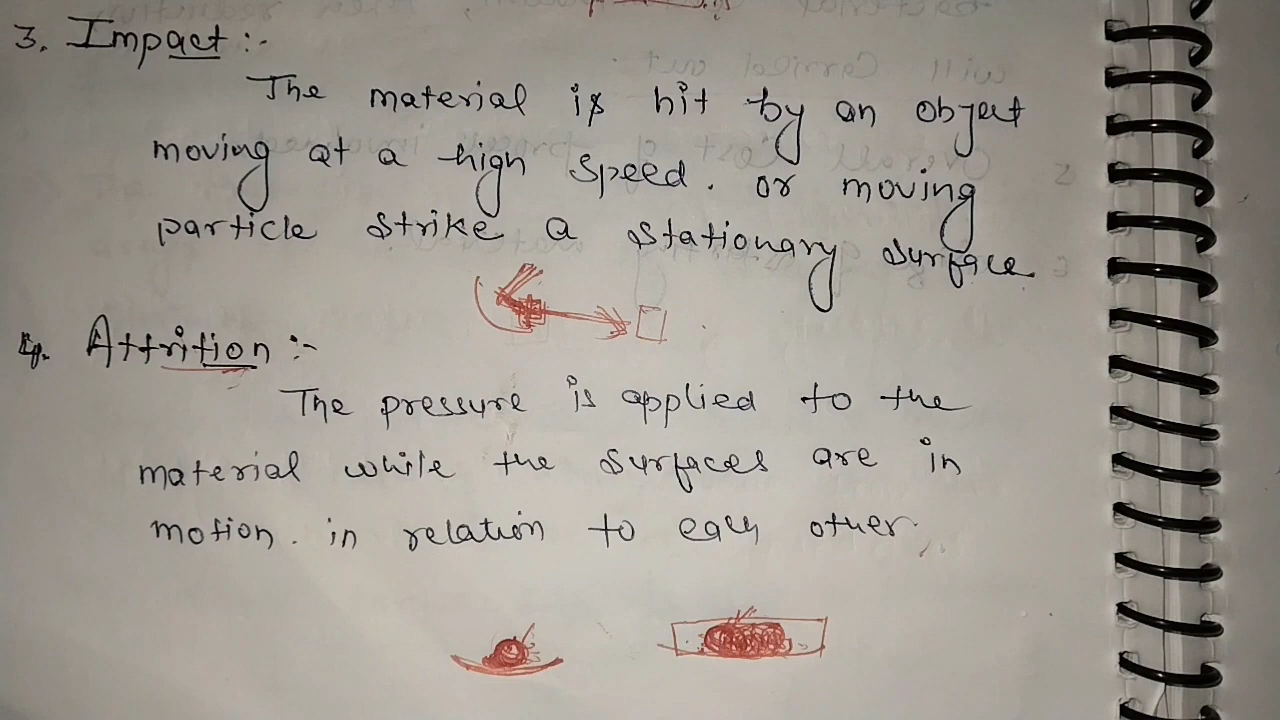 3. Impact :-
The material is hit by an object
moving at a high speed. or moving
particle strike a stationary surface
4. Attrition :-
The pressure is applied to the
material while the surfaces are in
motion. in relation to each other.